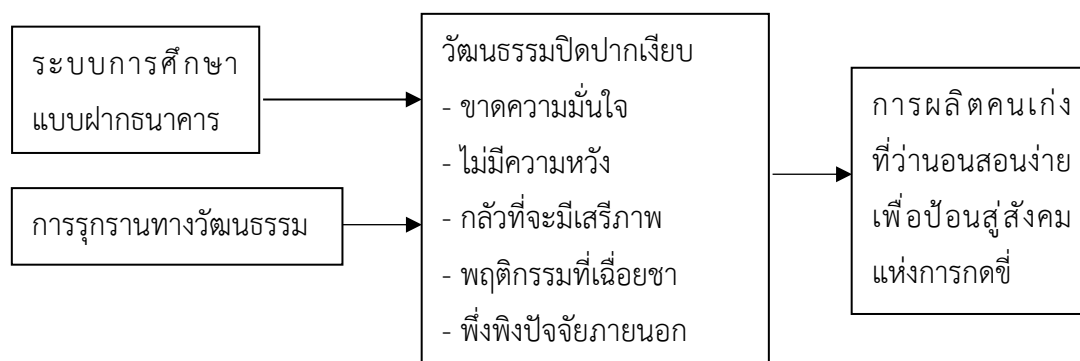 ระบบการศึกษา
แบบฝากธนาคาร
การรุกรานทางวัฒนธรรม
วัฒนธรรมปิดปากเงียบ
- ขาดความมั่นใจ
- ไม่มีความหวัง
- กลัวที่จะมีเสรีภาพ
- พฤติกรรมที่เฉื่อยชา
- พึ่งพิงปัจจัยภายนอก
การผลิตคนเก่ง
ที่ว่านอนสอนง่าย
เพื่อป้อนสู่สังคม
แห่งการกดขี่